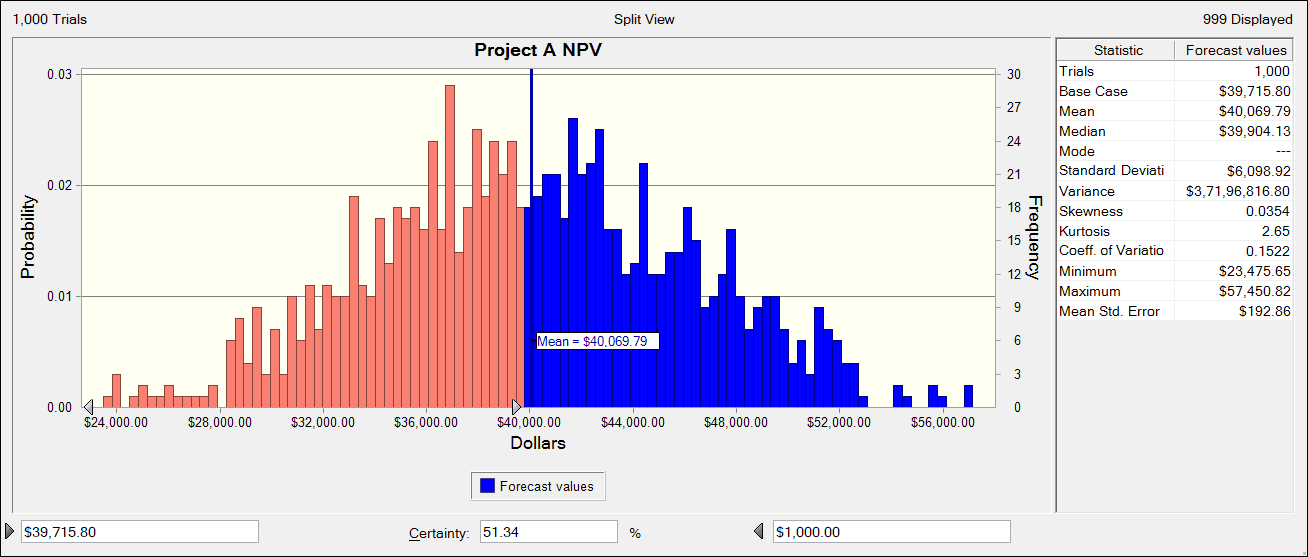 1,000 Trials Split View 999 Displayed
Project A NPV
Probability
0.03
0.02
0.01
0.00
30
27
24
21
18
15
12
9
6
3
0
Frequency
Mean = $40,069.79
$24,000.00 $28,000.00 $32,000.00 $36,000.00 $40,000.00 $44,000.00 $48,000.00 $52,000.00 $56,000.00
Dollars
Forecast values
Statistic Forecast values
Trials 1,000
Base Case $39,715.80
Mean $40,069.79
Median $39,904.13
Mode ---
Standard Deviati $6,098.92
Variance $3,71,96,816.80
Skewness 0.0354
Kurtosis 2.65
Coeff. of Variatio 0.1522
Minimum $23,475.65
Maximum $57,450.82
Mean Std. Error $192.86
$39,715.80 Certainty: 51.34 % $1,000.00